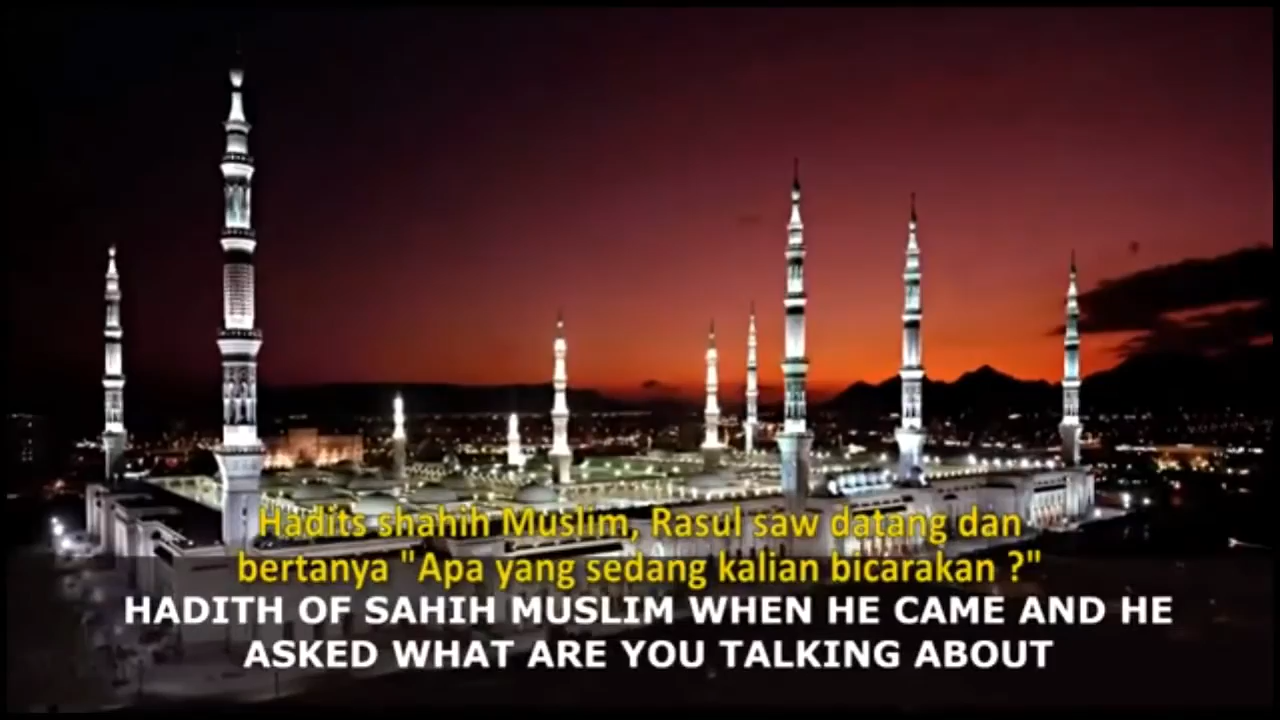 Hadits shahih Muslim, Rasul saw datang dan
bertanya "Apa yang sedang kalian bicarakan ?"
HADITH OF SAHIH MUSLIM WHEN HE CAME AND HE
ASKED WHAT ARE YOU TALKING ABOUT